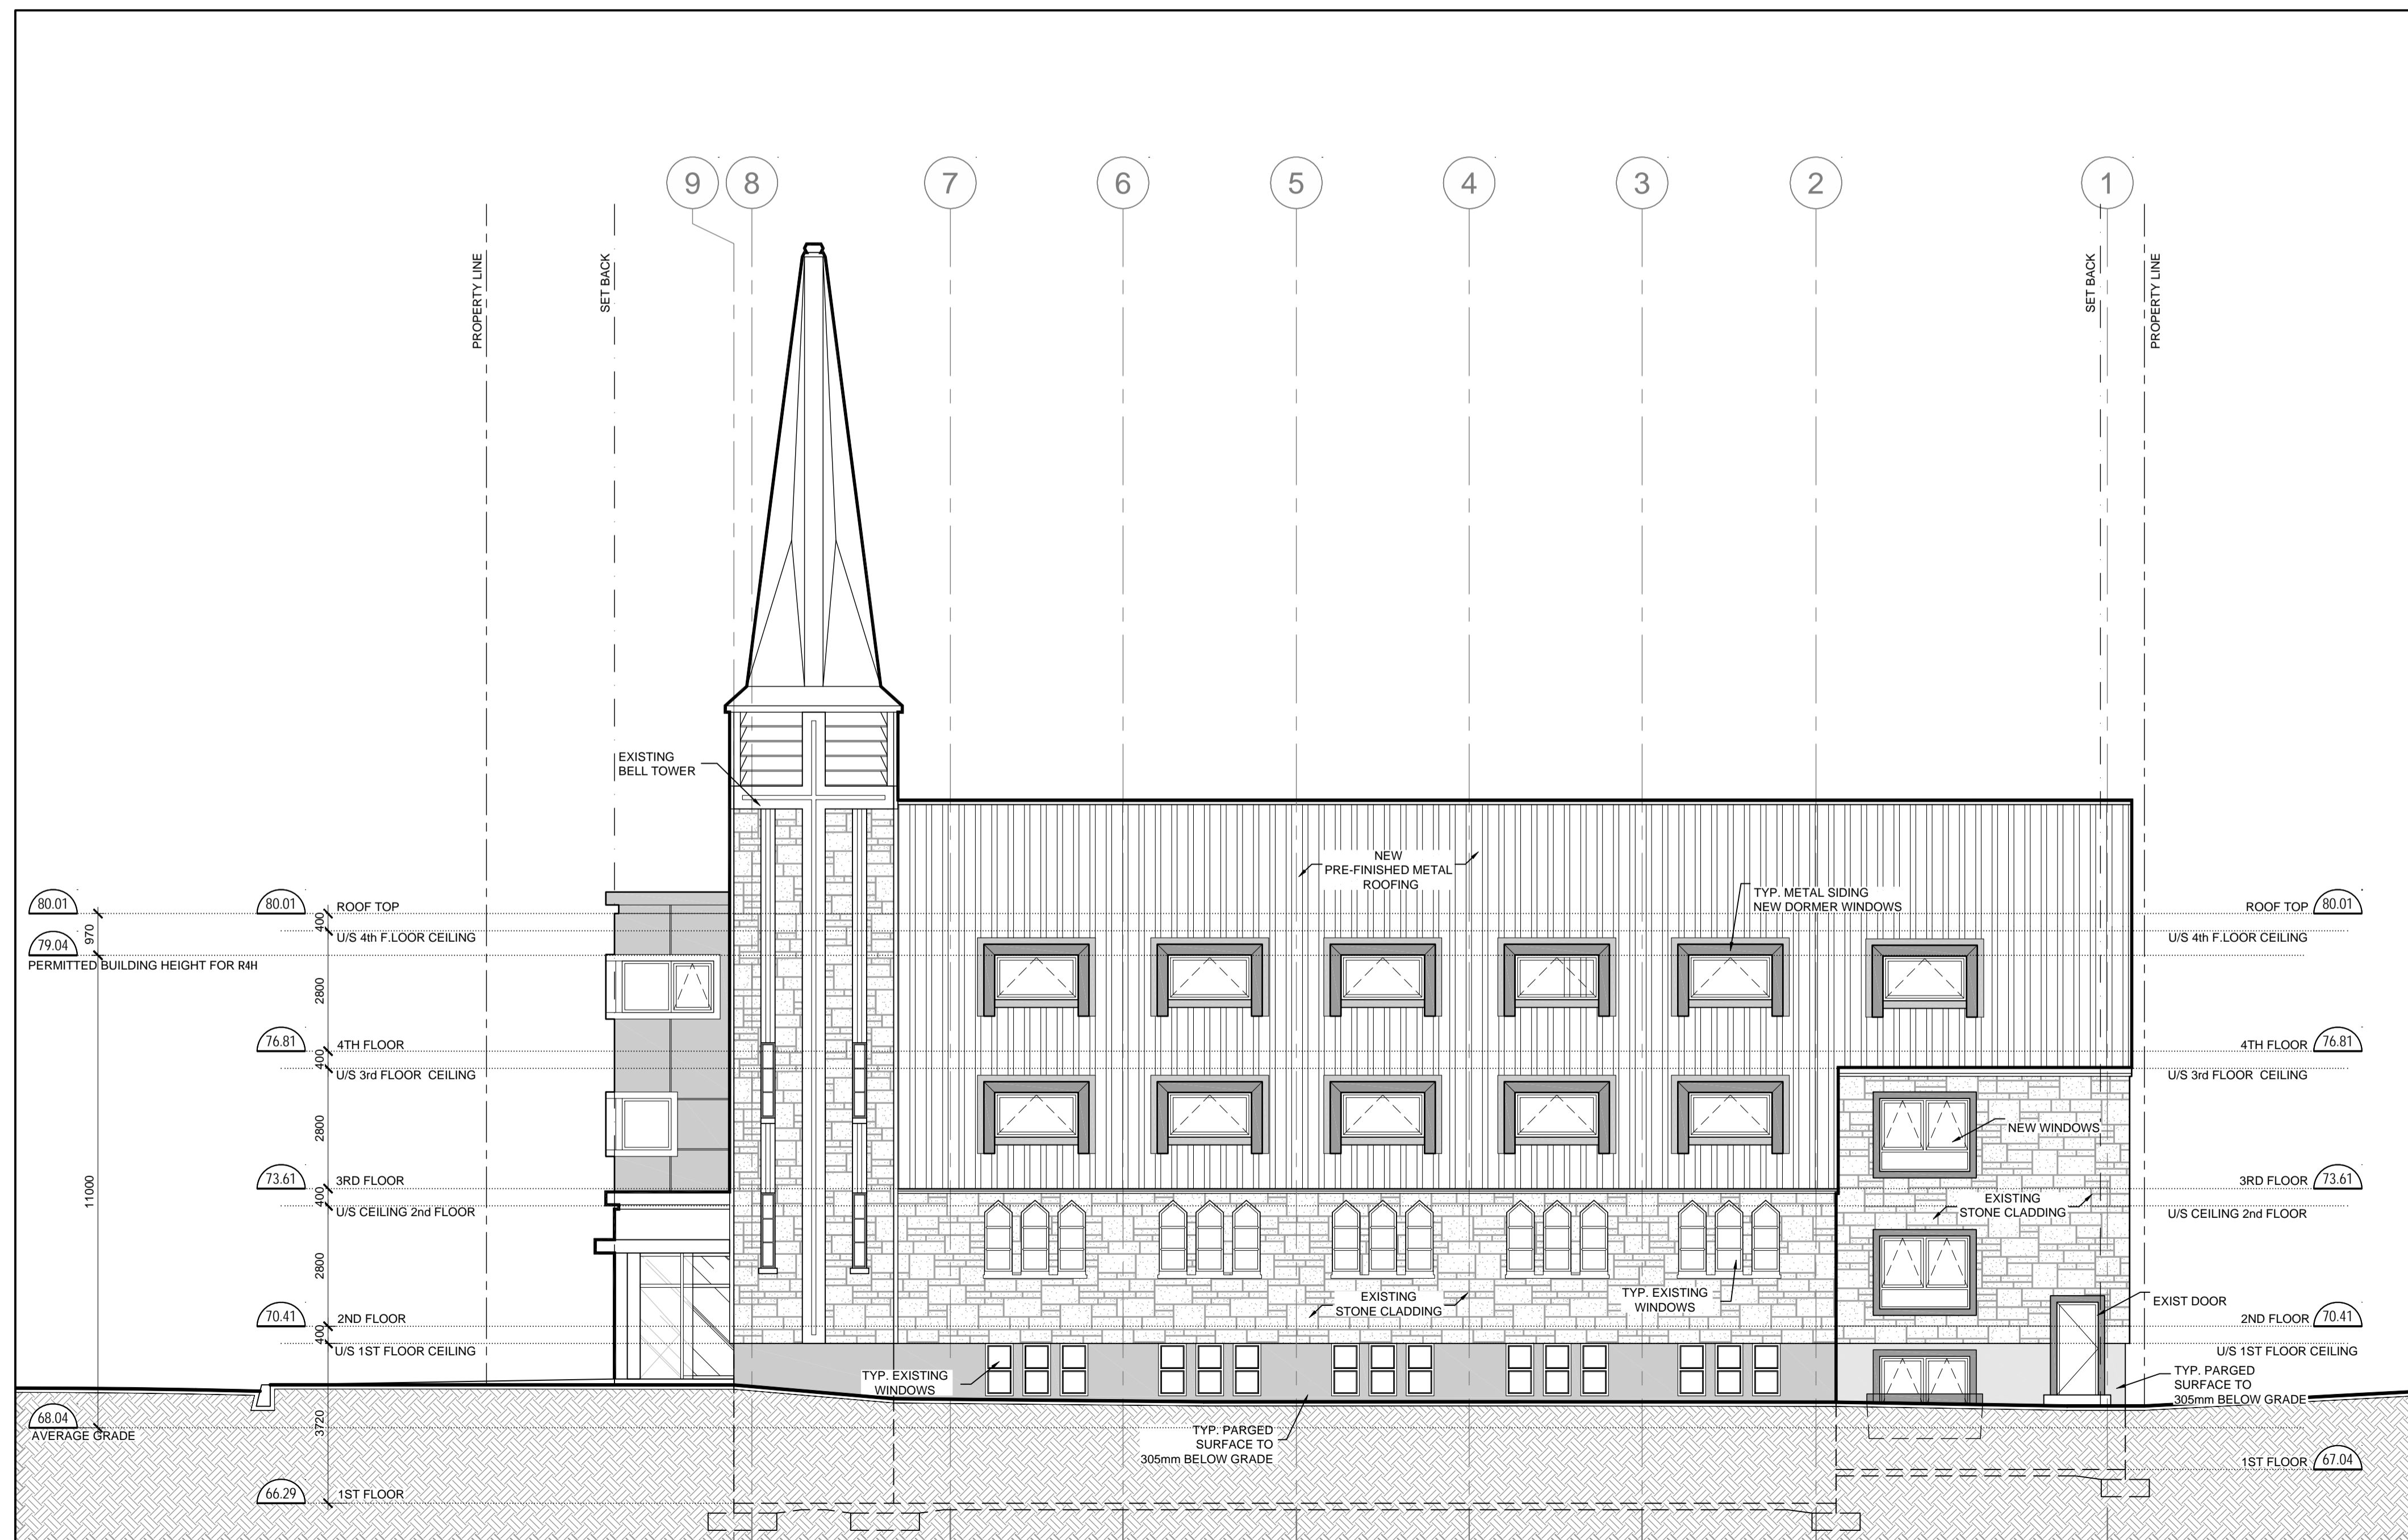 9
8
7
6
5
4
3
2
1
PROPERTY LINE
SET BACK
SET BACK
PROPERTY LINE
EXISTING
BELL TOWER
NEW
PRE-FINISHED METAL
ROOFING
TYP. METAL SIDING
NEW DORMER WINDOWS
80.01
970
79.04
PERMITTED BUILDING HEIGHT FOR R4H
11000
68.04
AVERAGE GRADE
80.01
ROOF TOP
400
U/S 4th F.LOOR CEILING
2800
76.81
4TH FLOOR
400
U/S 3rd FLOOR CEILING
2800
73.61
3RD FLOOR
400
U/S CEILING 2nd FLOOR
2800
70.41
2ND FLOOR
400
U/S 1ST FLOOR CEILING
3720
66.29
1ST FLOOR
ROOF TOP 80.01
U/S 4th F.LOOR CEILING
4TH FLOOR 76.81
U/S 3rd FLOOR CEILING
NEW WINDOWS
3RD FLOOR 73.61
EXISTING
STONE CLADDING
U/S CEILING 2nd FLOOR
EXISTING
STONE CLADDING
TYP. EXISTING
WINDOWS
EXIST DOOR
2ND FLOOR 70.41
U/S 1ST FLOOR CEILING
TYP. EXISTING
WINDOWS
TYP. PARGED
SURFACE TO
305mm BELOW GRADE
TYP. PARGED
SURFACE TO
305mm BELOW GRADE
1ST FLOOR 67.04